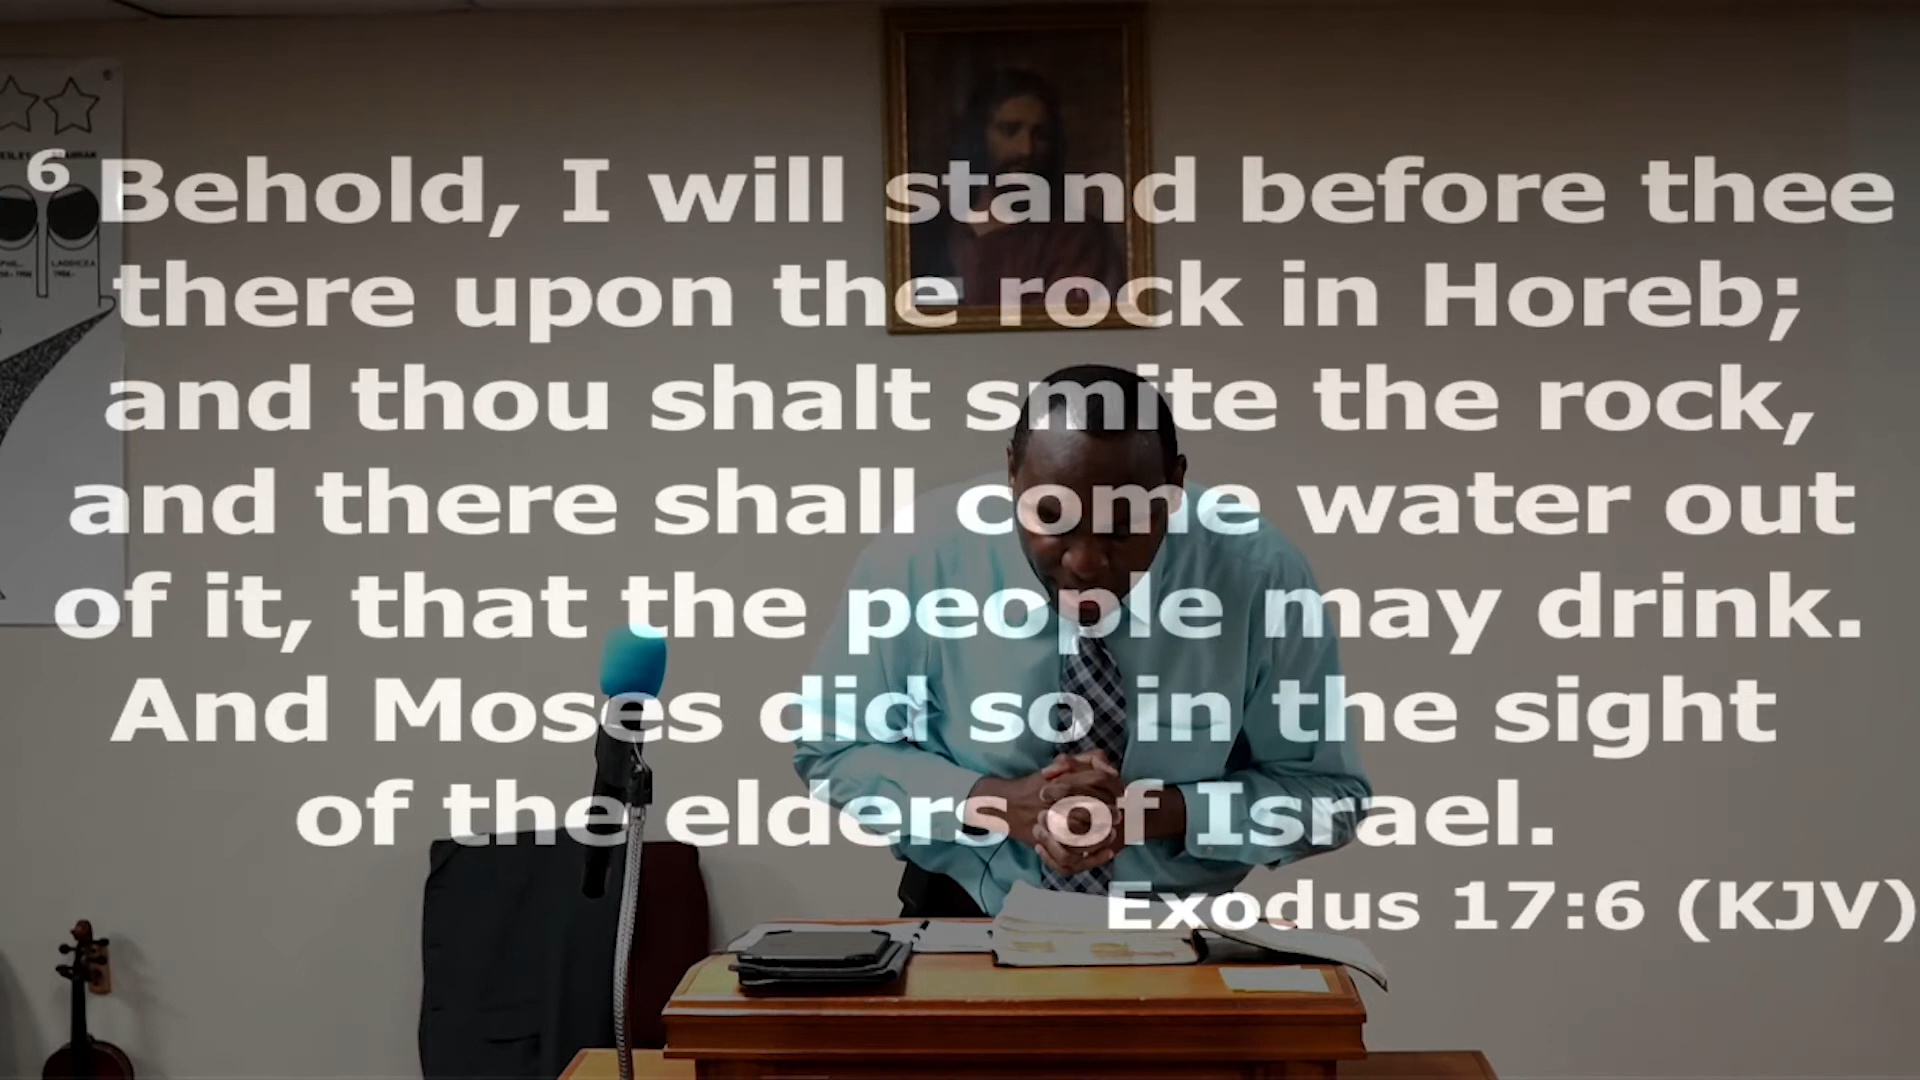 6 Behold, I will stand before thee
there upon the rock in Horeb;
and thou shalt smite the rock,
and there shall come water out
of it, that the people may drink.
And Moses did so in the sight
of the elders of Israel.
Exodus 17:6 (KJV)
LAODICEA